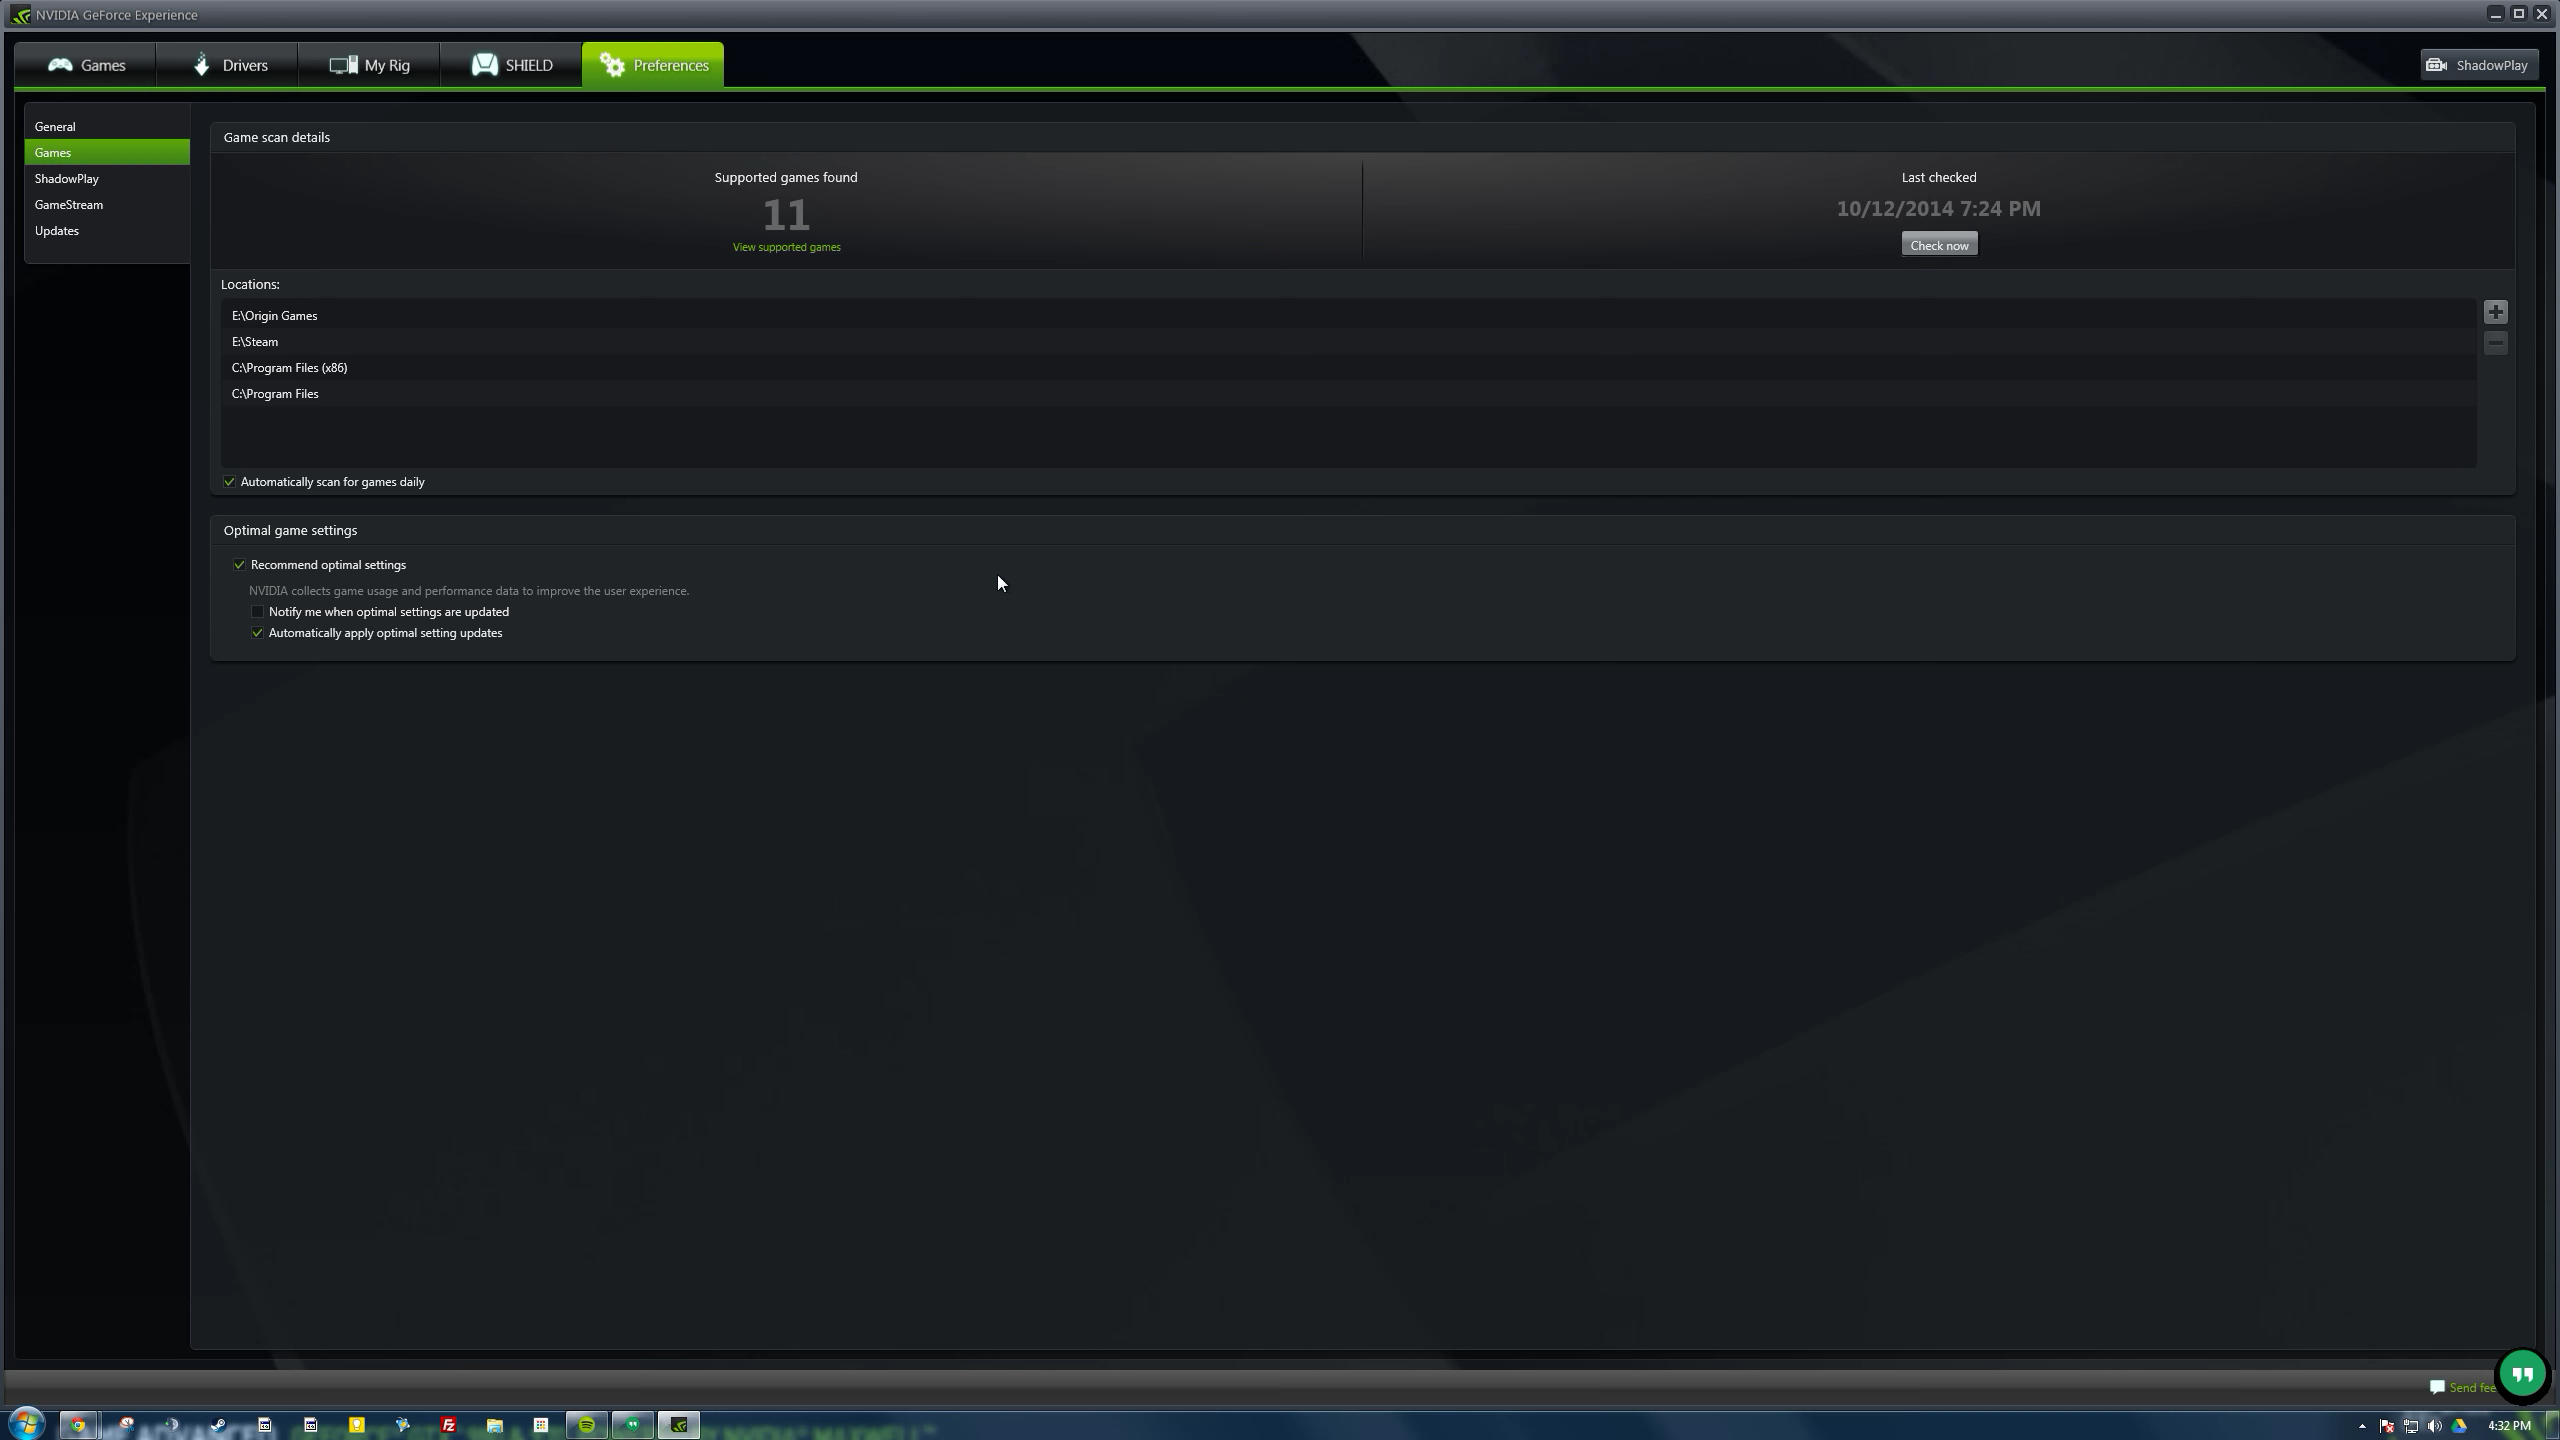 NVIDIA GeForce Experience
Games
Drivers
My Rig
SHIELD
Preferences
ShadowPlay
General
Games
ShadowPlay
GameStream
Updates
Game scan details
Supported games found
11
View supported games
Last checked
10/12/2014 7:24 PM
Check now
Locations:
E:\Origin Games
E:\Steam
C:\Program Files (x86)
C:\Program Files
Automatically scan for games daily
Optimal game settings
Recommend optimal settings
NVIDIA collects game usage and performance data to improve the user experience.
Notify me when optimal settings are updated
Automatically apply optimal setting updates
Send fee
4:32 PM